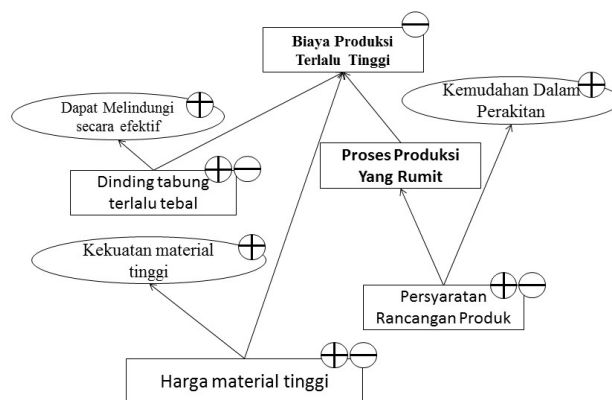 Biaya Produksi
Terlalu Tinggi
Dapat Melindungi
secara efektif
Kemudahan Dalam
Perakitan
Proses Produksi
Yang Rumit
Dinding tabung
terlalu tebal
Kekuatan material
tinggi
Persyaratan
Rancangan Produk
Harga material tinggi